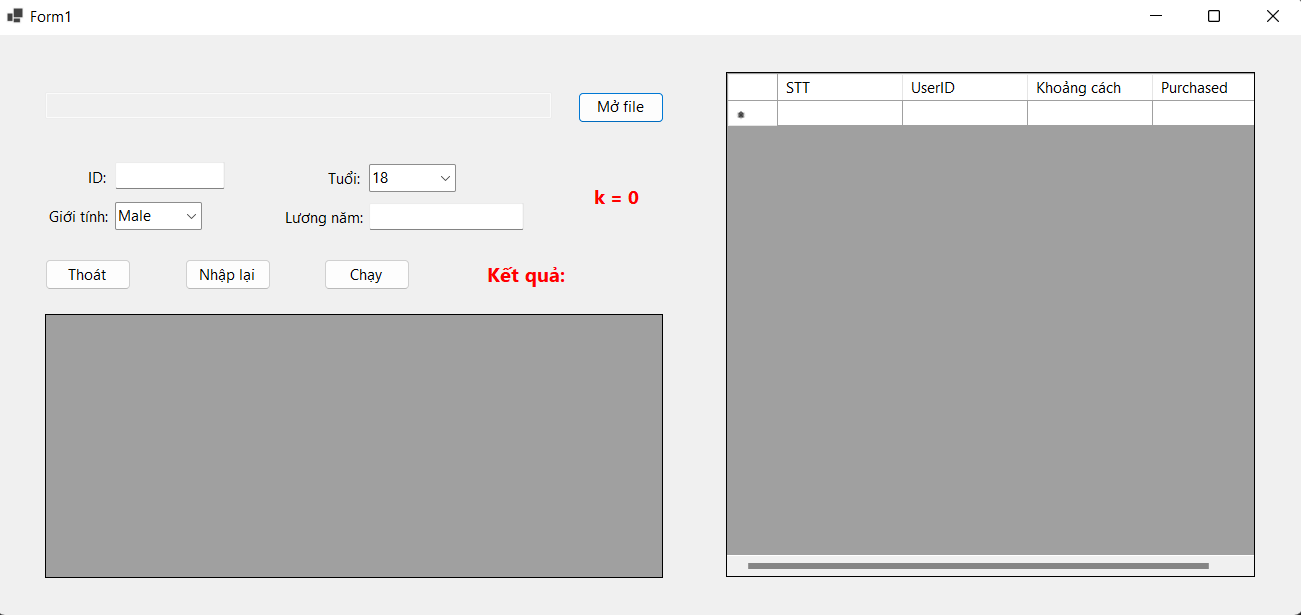 Form1
Mở file
ID:
Tuổi: 18
k = 0
Giới tính: Male
Lương năm:
Thoát
Nhập lại
Chạy
Kết quả:
STT UserID Khoảng cách Purchased